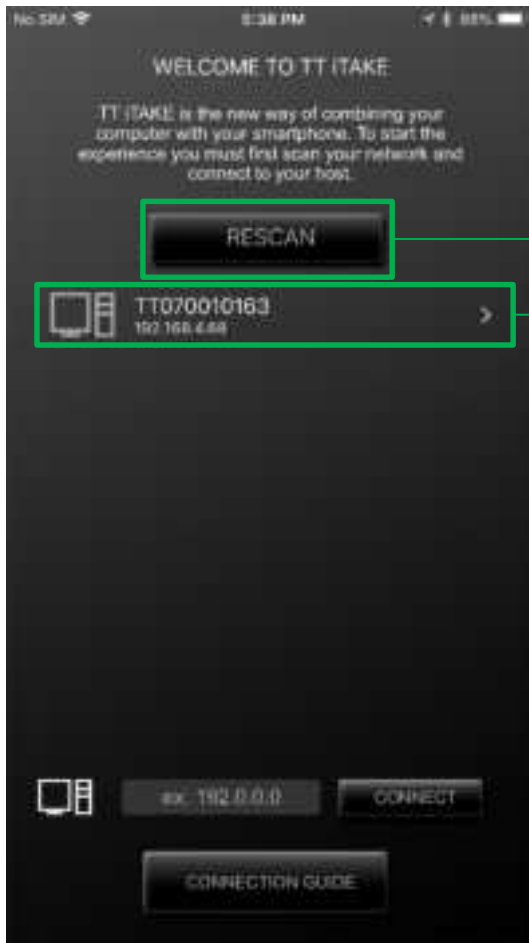 No SIM 5:38 PM 88%
WELCOME TO TT iTAKE
TT iTAKE is the new way of combining your
computer with your smartphone. To start the
experience you must first scan your network and
connect to your host.
RESCAN
TT070010163
192.168.4.68
ex. 192.0.0.0 CONNECT
CONNECTION GUIDE